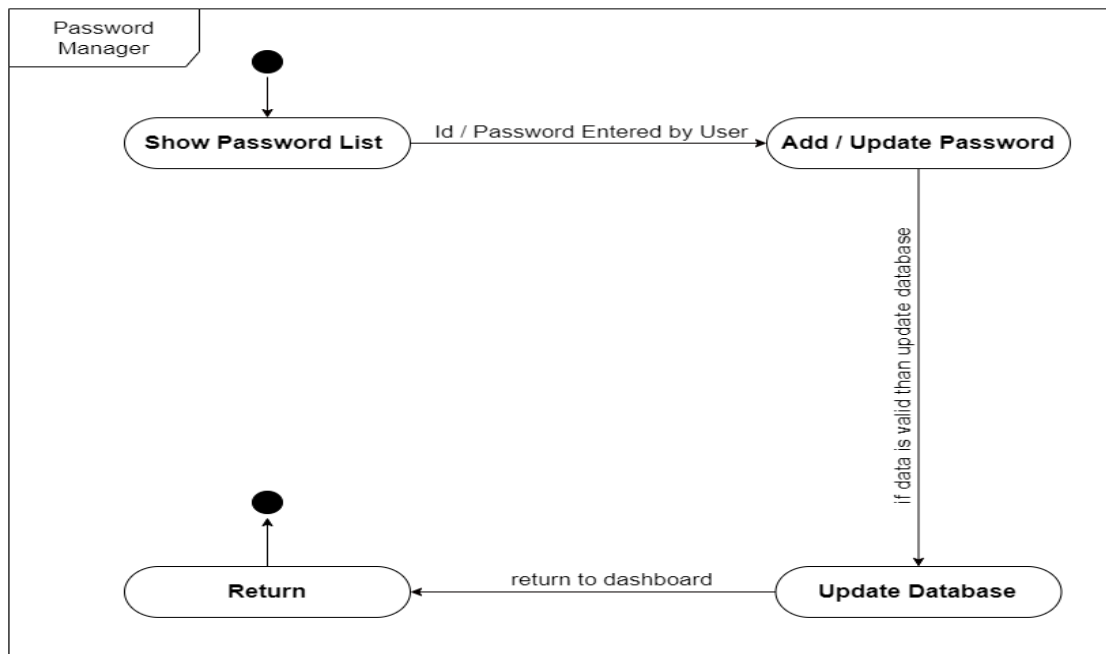 Password
Manager
Show Password List
Id / Password Entered by User
Add / Update Password
if data is valid than update database
Return
return to dashboard
Update Database